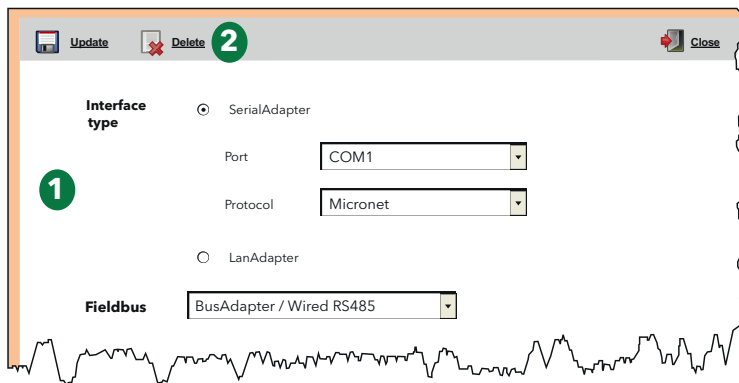 Update Delete 2 Close
Interface
type
SerialAdapter
Port COM1
1
Protocol Micronet
LanAdapter
Fieldbus BusAdapter / Wired RS485